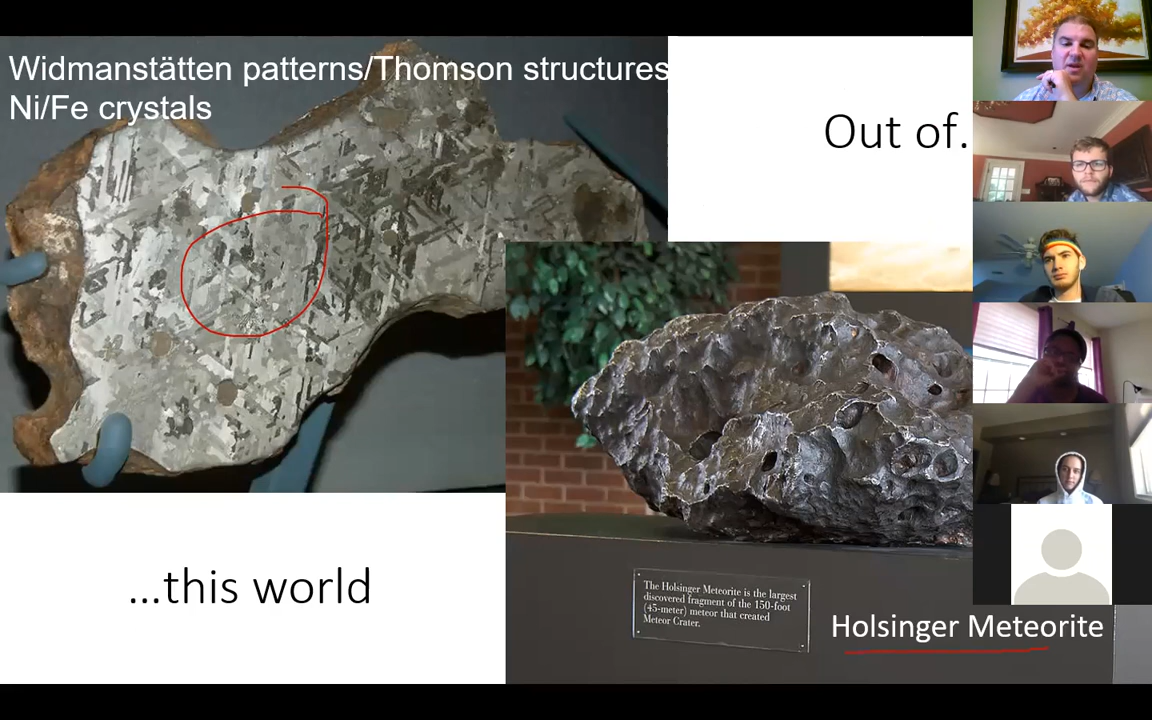 Widmanstätten patterns/Thomson structures
Ni/Fe crystals
Out of.
...this world
The Holsinger Meteorite is the largest
discovered fragment of the 150-foot
(45-meter) meteor that created
Meteor Crater.
Holsinger Meteorite